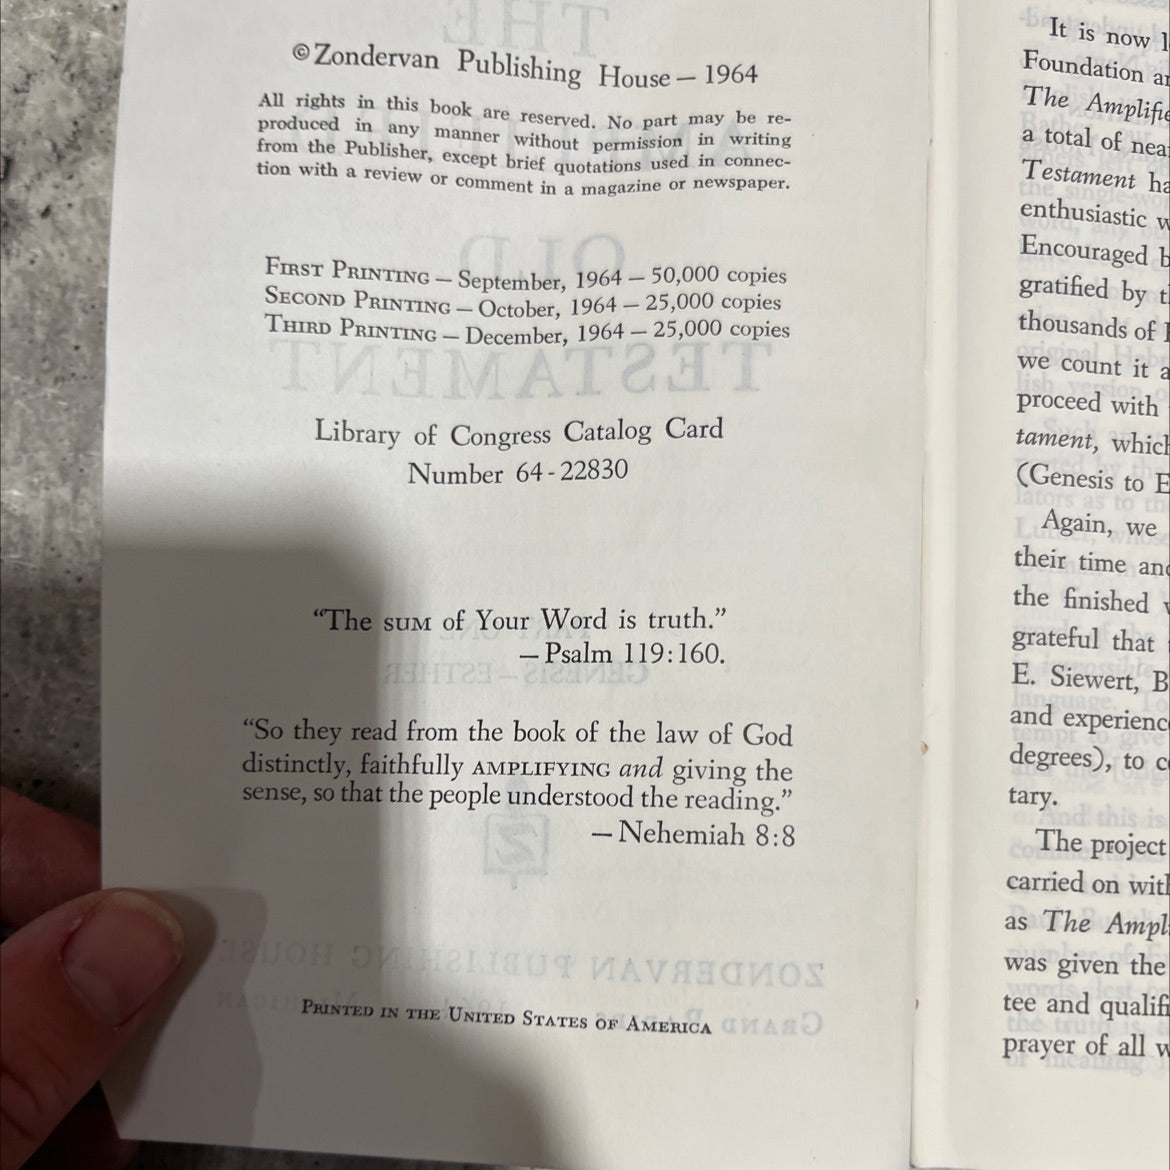 © Zondervan Publishing House — 1964
All rights in this book are reserved. No part may be re-
produced in any manner without permission in writing
from the Publisher, except brief quotations used in connec-
tion with a review or comment in a magazine or newspaper.
First Printing — September, 1964 — 50,000 copies
Second Printing — October, 1964 — 25,000 copies
Third Printing — December, 1964 — 25,000 copies
Library of Congress Catalog Card
Number 64-22830
“The SUM of Your Word is truth.”
— Psalm 119:160.
“So they read from the book of the law of God
distinctly, faithfully AMPLIFYING and giving the
sense, so that the people understood the reading.”
— Nehemiah 8:8
Printed in the United States of America
It is now
Foundation
The
a total of
Testament
enthusiastic
Encouraged
gratified by
thousands of
we count it
proceed with
tament, which
(Genesis to
Again, we
their time
the finished
grateful that
E. Siewert,
and
degrees), to
tary.
The project
carried on
as The
was given the
tee and
prayer of all